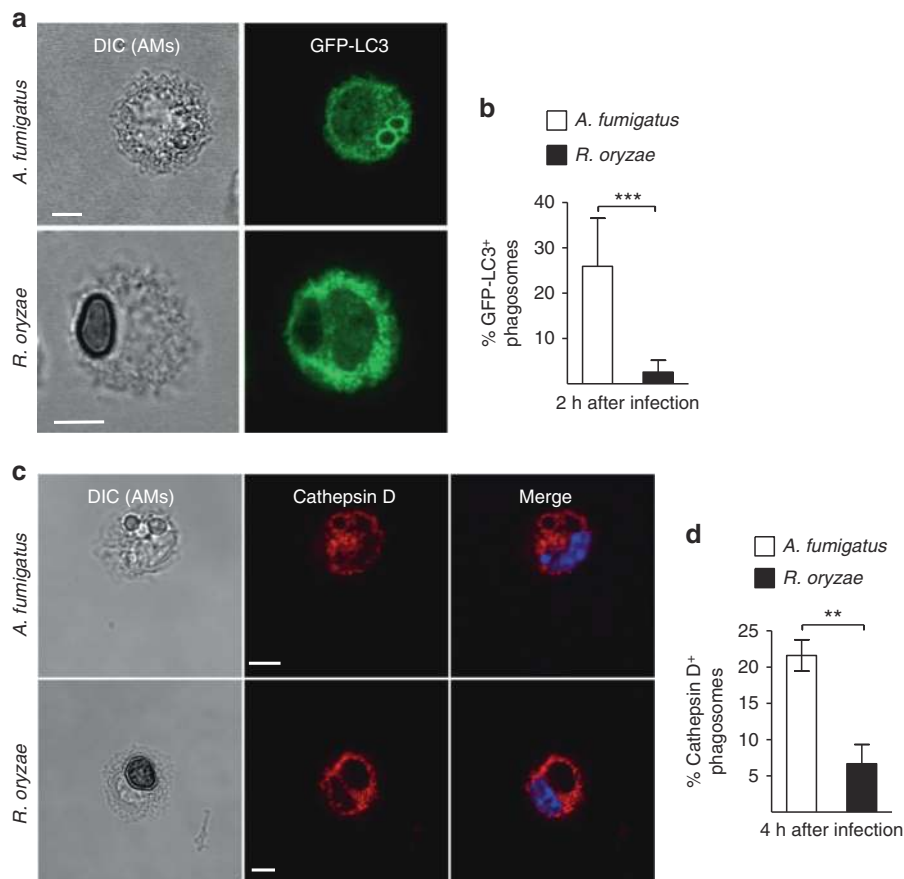 a
DIC (AMs)
GFP-LC3
A. fumigatus
R. oryzae
b
A. fumigatus
R. oryzae
% GFP-LC3⁺
phagosomes
40
30
20
10
***
2 h after infection
c
DIC (AMs)
Cathepsin D
Merge
A. fumigatus
R. oryzae
d
A. fumigatus
R. oryzae
% Cathepsin D⁺
phagosomes
25
20
15
10
5
**
4 h after infection